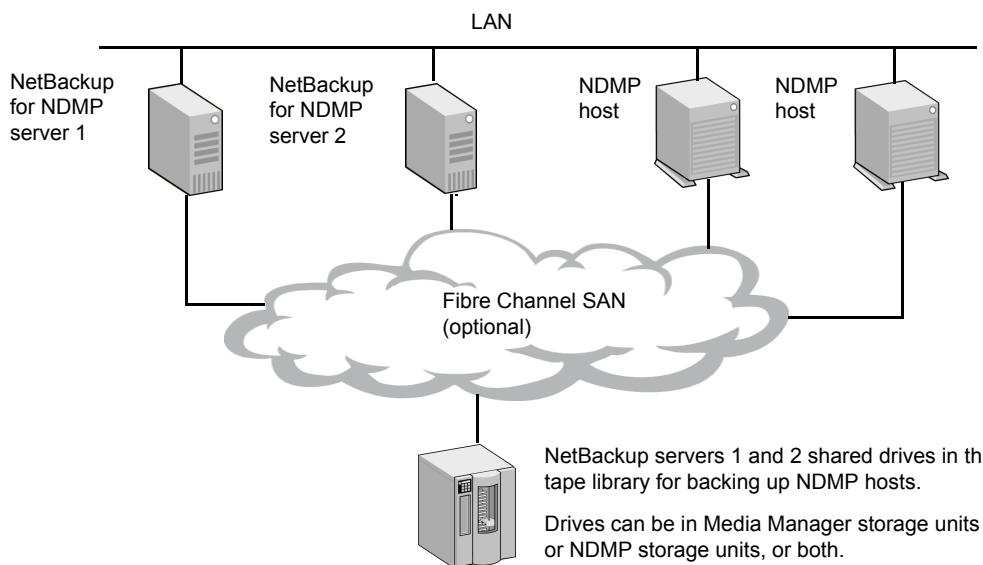 LAN
NetBackup
for NDMP
server 1
NetBackup
for NDMP
server 2
NDMP
host
NDMP
host
Fibre Channel SAN
(optional)
NetBackup servers 1 and 2 shared drives in th
tape library for backing up NDMP hosts.
Drives can be in Media Manager storage units
or NDMP storage units, or both.